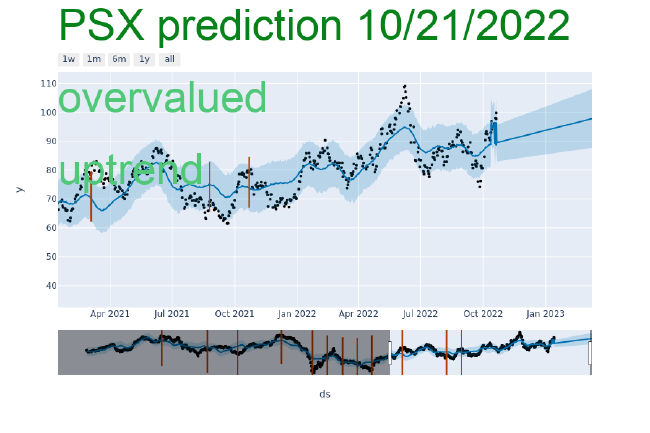 PSX prediction 10/21/2022
1w 1m 6m 1y all
110
overvalued
100
90
uptrend
80
70
60
50
40
y
Apr 2021 Jul 2021 Oct 2021 Jan 2022 Apr 2022 Jul 2022 Oct 2022 Jan 2023
ds